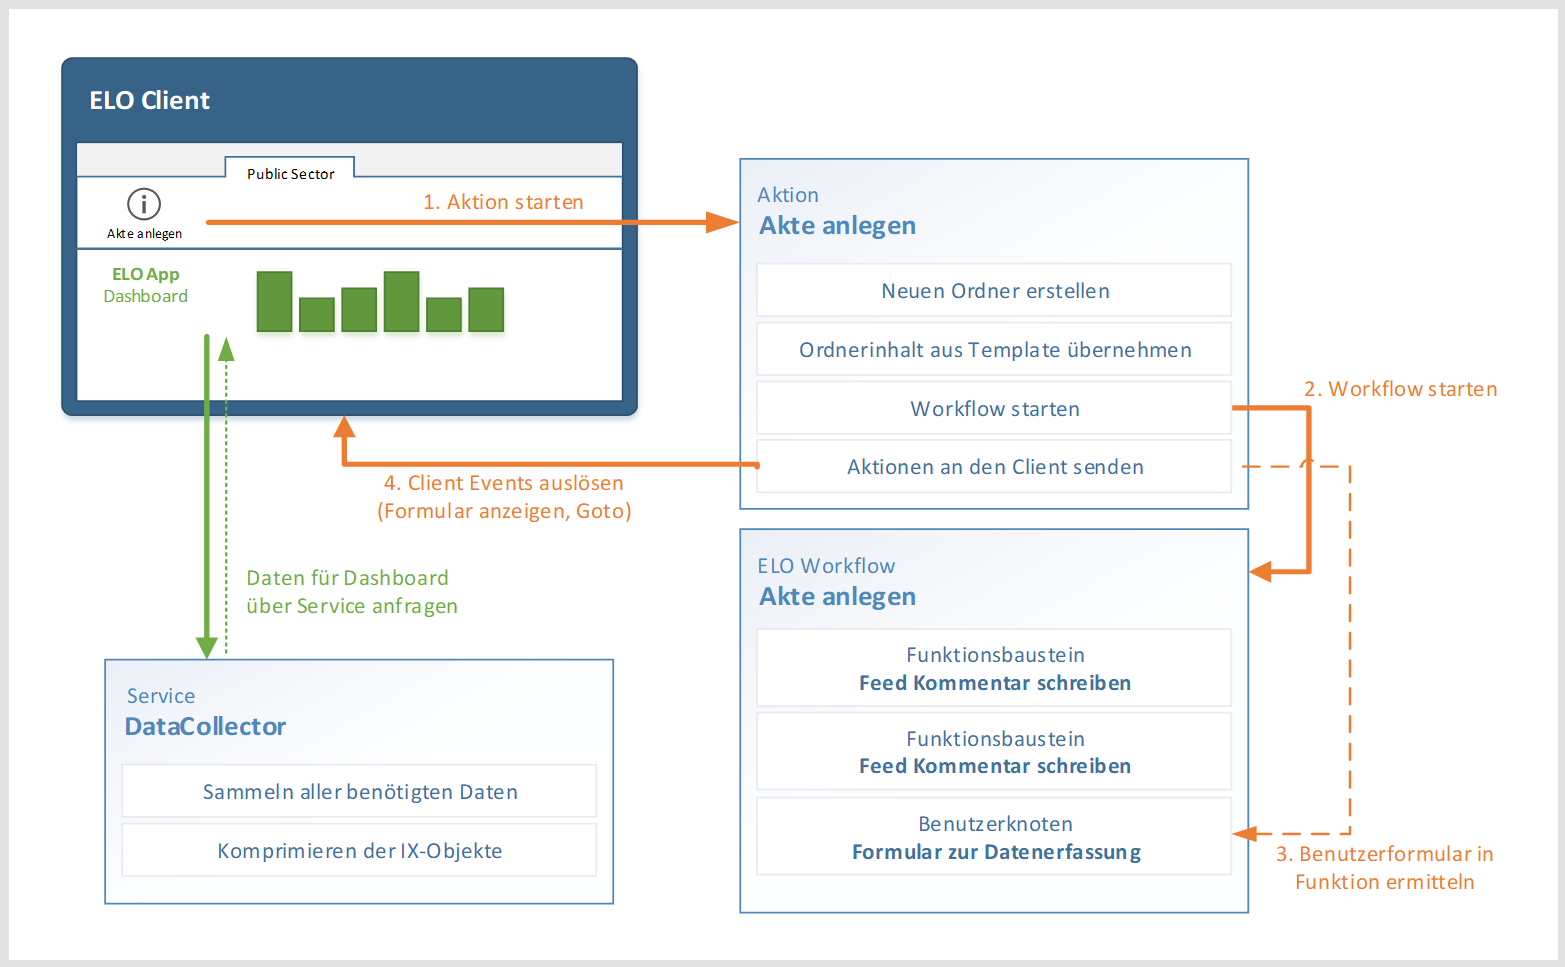 ELO Client
Public Sector
Akte anlegen
1. Aktion starten
ELO App
Dashboard
Aktion
Akte anlegen
Neuen Ordner erstellen
Ordnerinhalt aus Template übernehmen
Workflow starten
Aktionen an den Client senden
2. Workflow starten
4. Client Events auslösen
(Formular anzeigen, Goto)
Daten für Dashboard
über Service anfragen
ELO Workflow
Akte anlegen
Funktionsbaustein
Feed Kommentar schreiben
Funktionsbaustein
Feed Kommentar schreiben
Benutzerknoten
Formular zur Datenerfassung
3. Benutzerformular in
Funktion ermitteln
Service
DataCollector
Sammeln aller benötigten Daten
Komprimieren der IX-Objekte